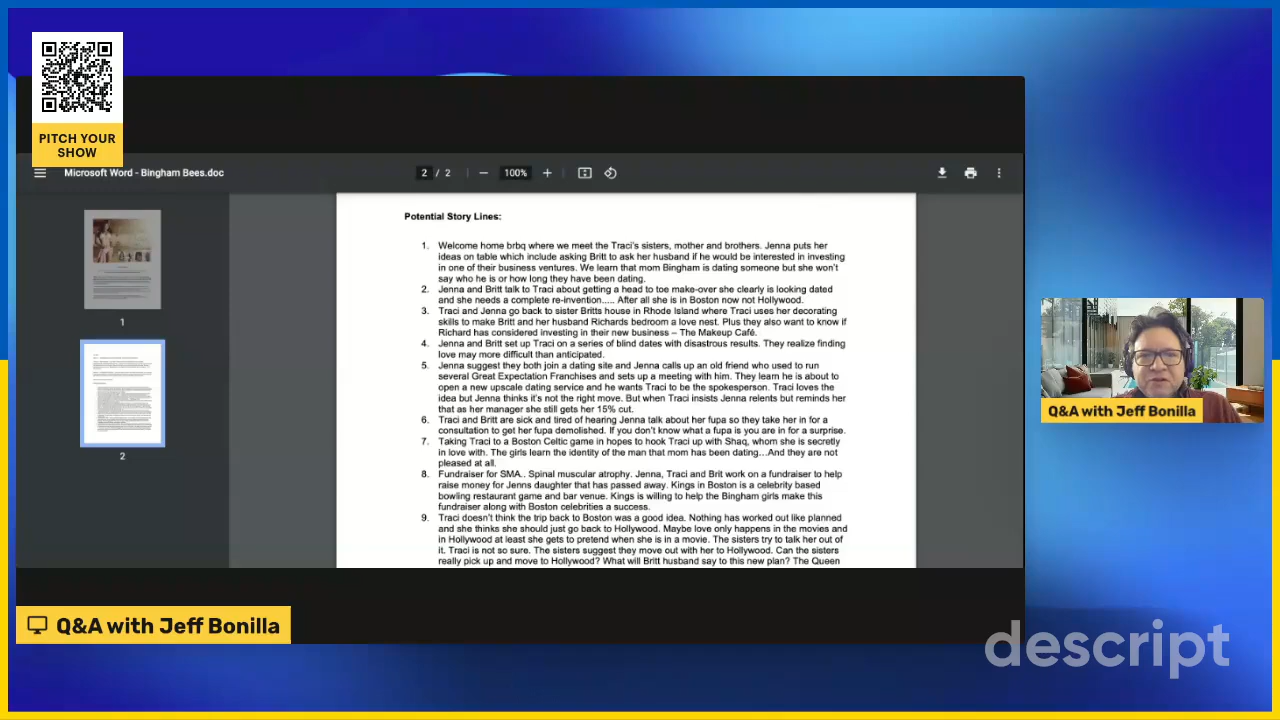 PITCH YOUR
SHOW
Microsoft Word - Bingham Bees.doc
2 / 2
100%
1
2
Potential Story Lines:
1. Welcome home brbq where we meet the Traci's sisters, mother and brothers. Jenna puts her
ideas on table which include asking Britt to ask her husband if he would be interested in investing
in one of their business ventures. We learn that mom Bingham is dating someone but she won't
say who he is or how long they have been dating.
2. Jenna and Britt talk to Traci about getting a head to toe make-over she clearly is looking dated
and she needs a complete re-invention..... After all she is in Boston now not Hollywood.
3. Traci and Jenna go back to sister Britts house in Rhode Island where Traci uses her decorating
skills to make Britt and her husband Richards bedroom a love nest. Plus they also want to know if
Richard has considered investing in their new business – The Makeup Café.
4. Jenna and Britt set up Traci on a series of blind dates with disastrous results. They realize finding
love may more difficult than anticipated.
5. Jenna suggest they both join a dating site and Jenna calls up an old friend who used to run
several Great Expectation Franchises and sets up a meeting with him. They learn he is about to
open a new upscale dating service and he wants Traci to be the spokesperson. Traci loves the
idea but Jenna thinks it's not the right move. But when Traci insists Jenna relents but reminds her
that as her manager she still gets her 15% cut.
6. Traci and Britt are sick and tired of hearing Jenna talk about her fupa so they take her in for a
consultation to get her fupa demolished. If you don't know what a fupa is you are in for a surprise.
7. Taking Traci to a Boston Celtic game in hopes to hook Traci up with Shaq, whom she is secretly
in love with. The girls learn the identity of the man that mom has been dating…And they are not
pleased at all.
8. Fundraiser for SMA.. Spinal muscular atrophy. Jenna, Traci and Brit work on a fundraiser to help
raise money for Jenns daughter that has passed away. Kings in Boston is a celebrity based
bowling restaurant game and bar venue. Kings is willing to help the Bingham girls make this
fundraiser along with Boston celebrities a success.
9. Traci doesn't think the trip back to Boston was a good idea. Nothing has worked out like planned
and she thinks she should just go back to Hollywood. Maybe love only happens in the movies and
in Hollywood at least she gets to pretend when she is in a movie. The sisters try to talk her out of
it. Traci is not so sure. The sisters suggest they move out with her to Hollywood. Can the sisters
really pick up and move to Hollywood? What will Britt husband say to this new plan? The Queen
Q&A with Jeff Bonilla
Q&A with Jeff Bonilla
descript